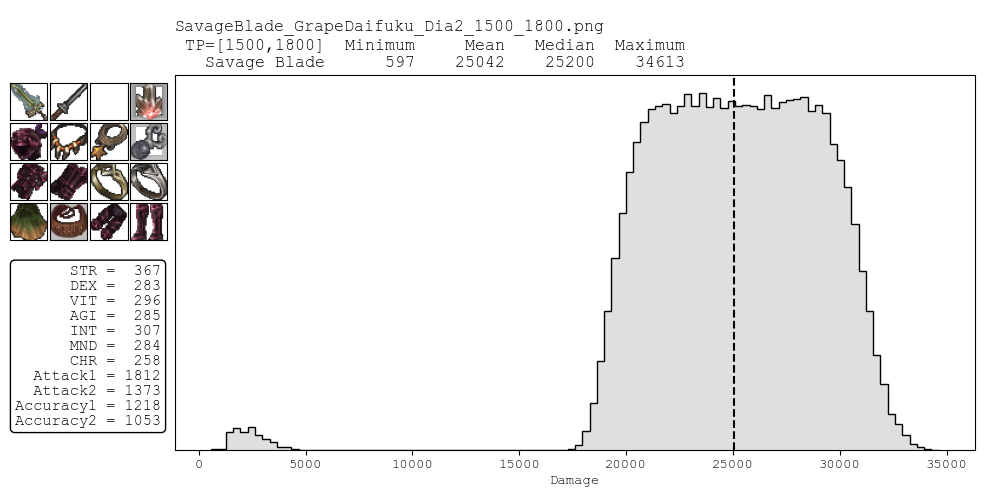 SavageBlade_GrapeDaifuku_Dia2_1500_1800.png
TP=[1500,1800] Minimum Mean Median Maximum
Savage Blade 597 25042 25200 34613
STR = 367
DEX = 283
VIT = 296
AGI = 285
INT = 307
MND = 284
CHR = 258
Attack1 = 1812
Attack2 = 1373
Accuracy1 = 1218
Accuracy2 = 1053
0 5000 10000 15000 20000 25000 30000 35000
Damage